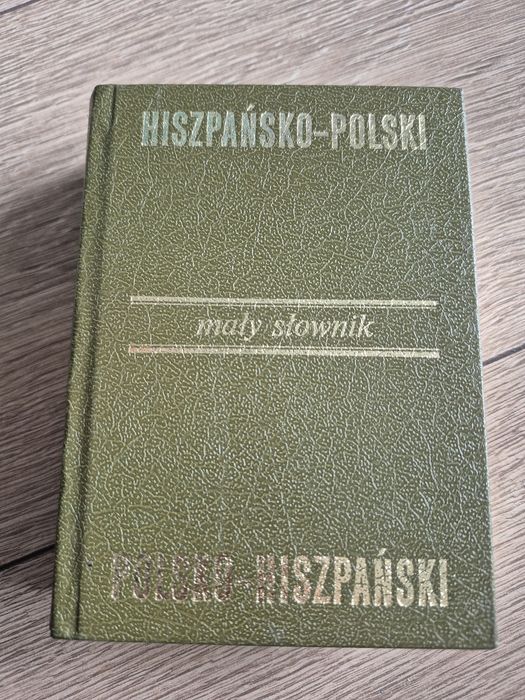 HISZPAŃSKO-POLSKI
mały słownik
POLSKO-HISZPAŃSKI